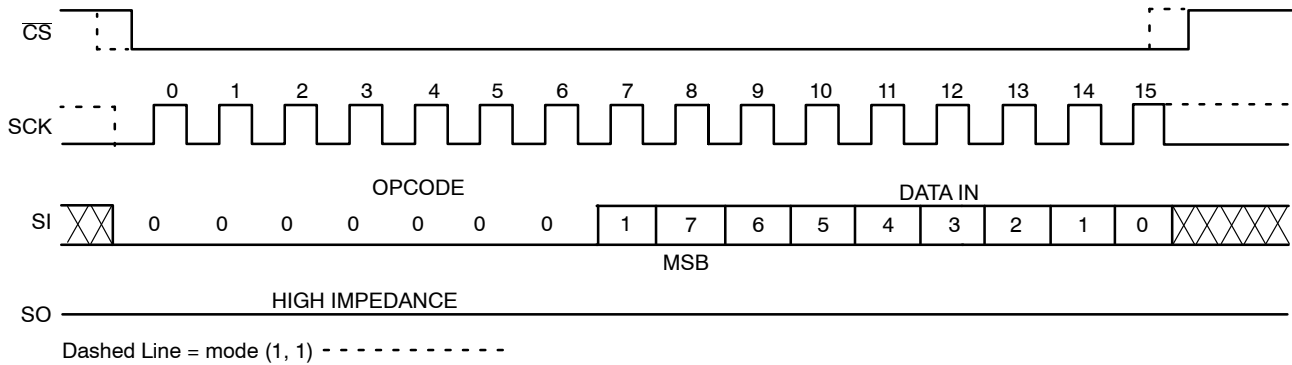 CS
0 1 2 3 4 5 6 7 8 9 10 11 12 13 14 15
SCK
OPCODE
DATA IN
SI 0 0 0 0 0 0 0 1 7 6 5 4 3 2 1 0
MSB
HIGH IMPEDANCE
SO
Dashed Line = mode (1, 1)